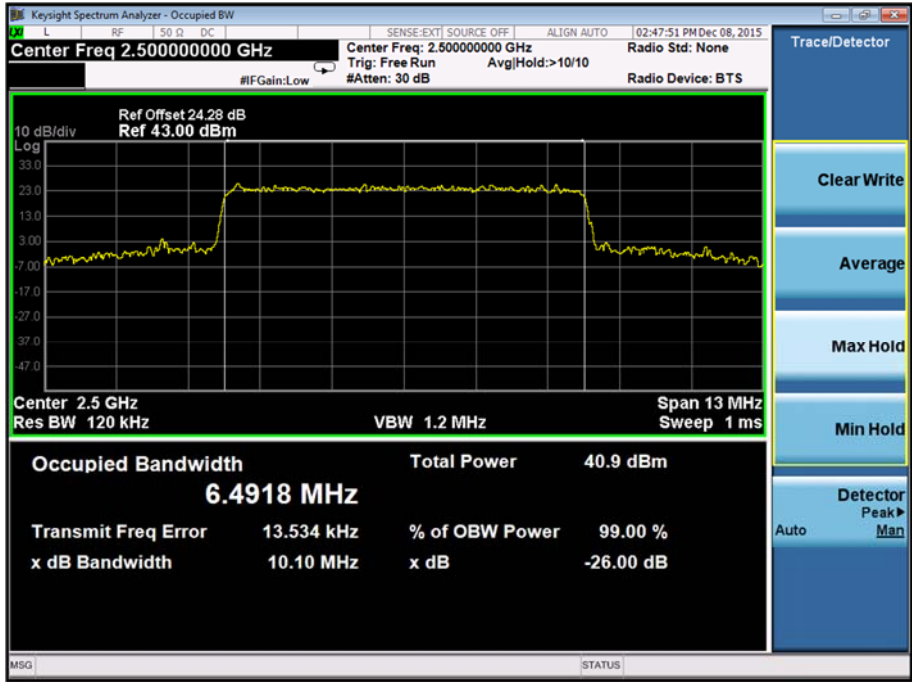 Keysight Spectrum Analyzer - Occupied BW
LXI L RF 50 Ω DC SENSE:EXT SOURCE OFF ALIGN AUTO 02:47:51 PM Dec 08, 2015
Center Freq 2.500000000 GHz
Center Freq: 2.500000000 GHz
Radio Std: None
Trig: Free Run Avg|Hold:>10/10
#IFGain:Low
#Atten: 30 dB
Radio Device: BTS
Ref Offset 24.28 dB
10 dB/div Ref 43.00 dBm
Log
33.0
23.0
13.0
3.00
-7.00
-17.0
-27.0
-37.0
-47.0
Center 2.5 GHz
Span 13 MHz
Res BW 120 kHz
VBW 1.2 MHz
Sweep 1 ms
Occupied Bandwidth
Total Power 40.9 dBm
6.4918 MHz
Transmit Freq Error 13.534 kHz
% of OBW Power 99.00 %
x dB Bandwidth 10.10 MHz
x dB -26.00 dB
Trace/Detector
Clear Write
Average
Max Hold
Min Hold
Detector
Peak▶
Auto Man
MSG
STATUS